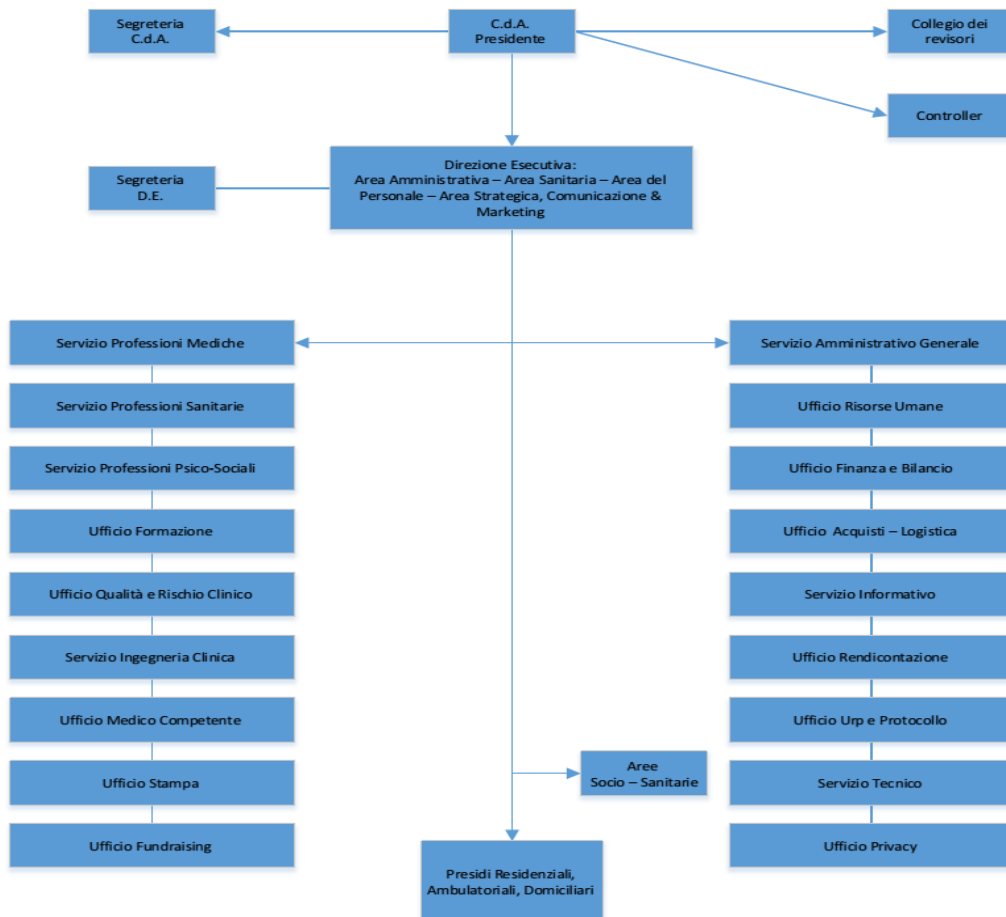 Segreteria
C.d.A.
C.d.A.
Presidente
Collegio dei
revisori
Controller
Segreteria
D.E.
Direzione Esecutiva:
Area Amministrativa – Area Sanitaria – Area del
Personale – Area Strategica, Comunicazione &
Marketing
Servizio Professioni Mediche
Servizio Professioni Sanitarie
Servizio Professioni Psico-Sociali
Ufficio Formazione
Ufficio Qualità e Rischio Clinico
Servizio Ingegneria Clinica
Ufficio Medico Competente
Ufficio Stampa
Ufficio Fundraising
Servizio Amministrativo Generale
Ufficio Risorse Umane
Ufficio Finanza e Bilancio
Ufficio Acquisti – Logistica
Servizio Informativo
Ufficio Rendicontazione
Ufficio Urp e Protocollo
Servizio Tecnico
Ufficio Privacy
Aree
Socio – Sanitarie
Presidi Residenziali,
Ambulatoriali, Domiciliari